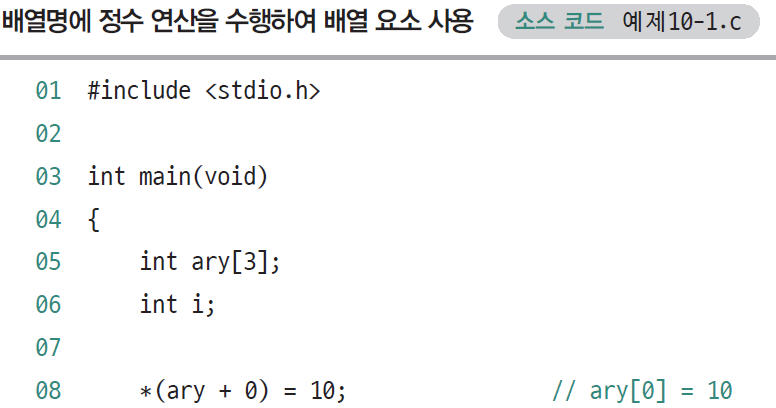 배열명에 정수 연산을 수행하여 배열 요소 사용 소스 코드 예제10-1.c
01 #include <stdio.h>
02
03 int main(void)
04 {
05     int ary[3];
06     int i;
07
08     *(ary + 0) = 10;                // ary[0] = 10